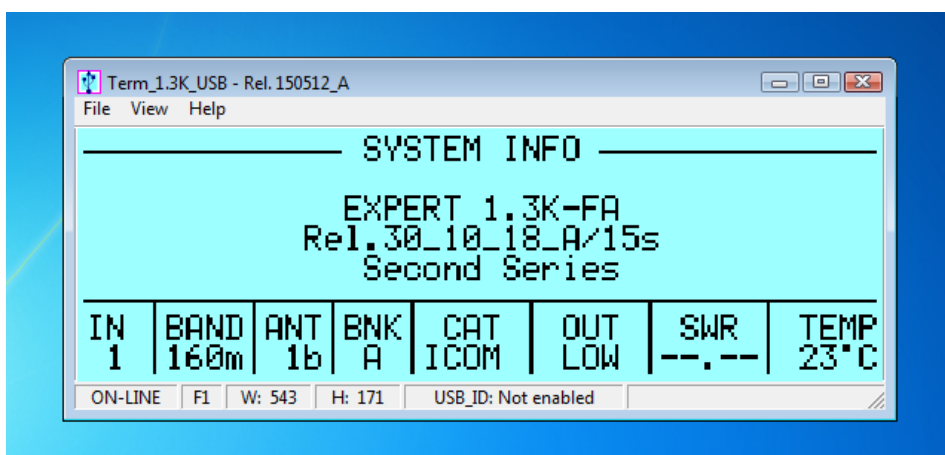 Term_1.3K_USB - Rel. 150512_A
File View Help
SYSTEM INFO
EXPERT 1.3K-FA
Rel.30_10_18_A/15s
Second Series
IN BAND ANT BNK CAT OUT SWR TEMP
1 160m 1b A ICOM LOW --.-- 23°C
ON-LINE F1 W: 543 H: 171 USB_ID: Not enabled